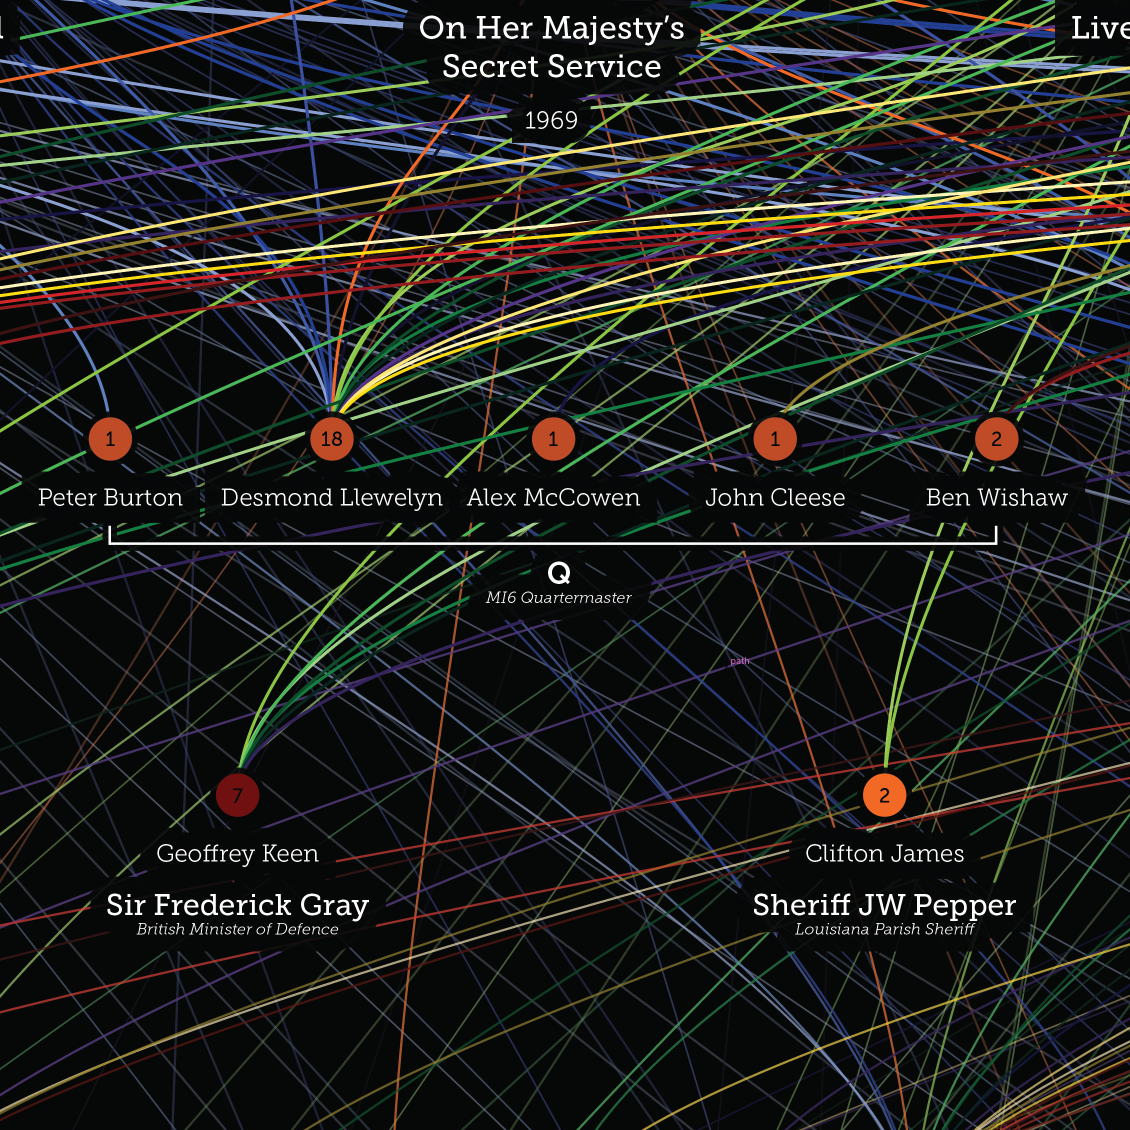 On Her Majesty's
Secret Service
1969
Live
1
18
1
1
2
Peter Burton
Desmond Llewelyn
Alex McCowen
John Cleese
Ben Wishaw
Q
MI6 Quartermaster
path
7
2
Geoffrey Keen
Clifton James
Sir Frederick Gray
Sheriff JW Pepper
British Minister of Defence
Louisiana Parish Sheriff